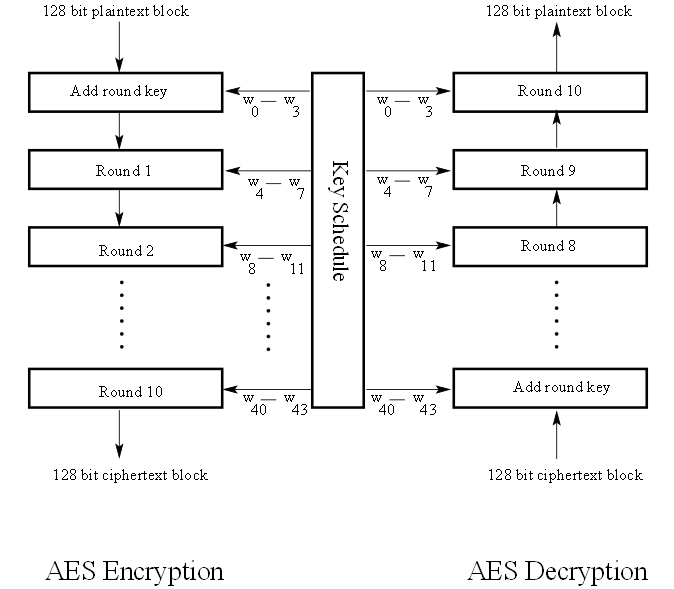 128 bit plaintext block
128 bit plaintext block
Add round key
w0 — w3
w0 — w3
Round 10
Round 1
w4 — w7
Key Schedule
w4 — w7
Round 9
Round 2
w8 — w11
w8 — w11
Round 8
Round 10
w40 — w43
w40 — w43
Add round key
128 bit ciphertext block
128 bit ciphertext block
AES Encryption
AES Decryption